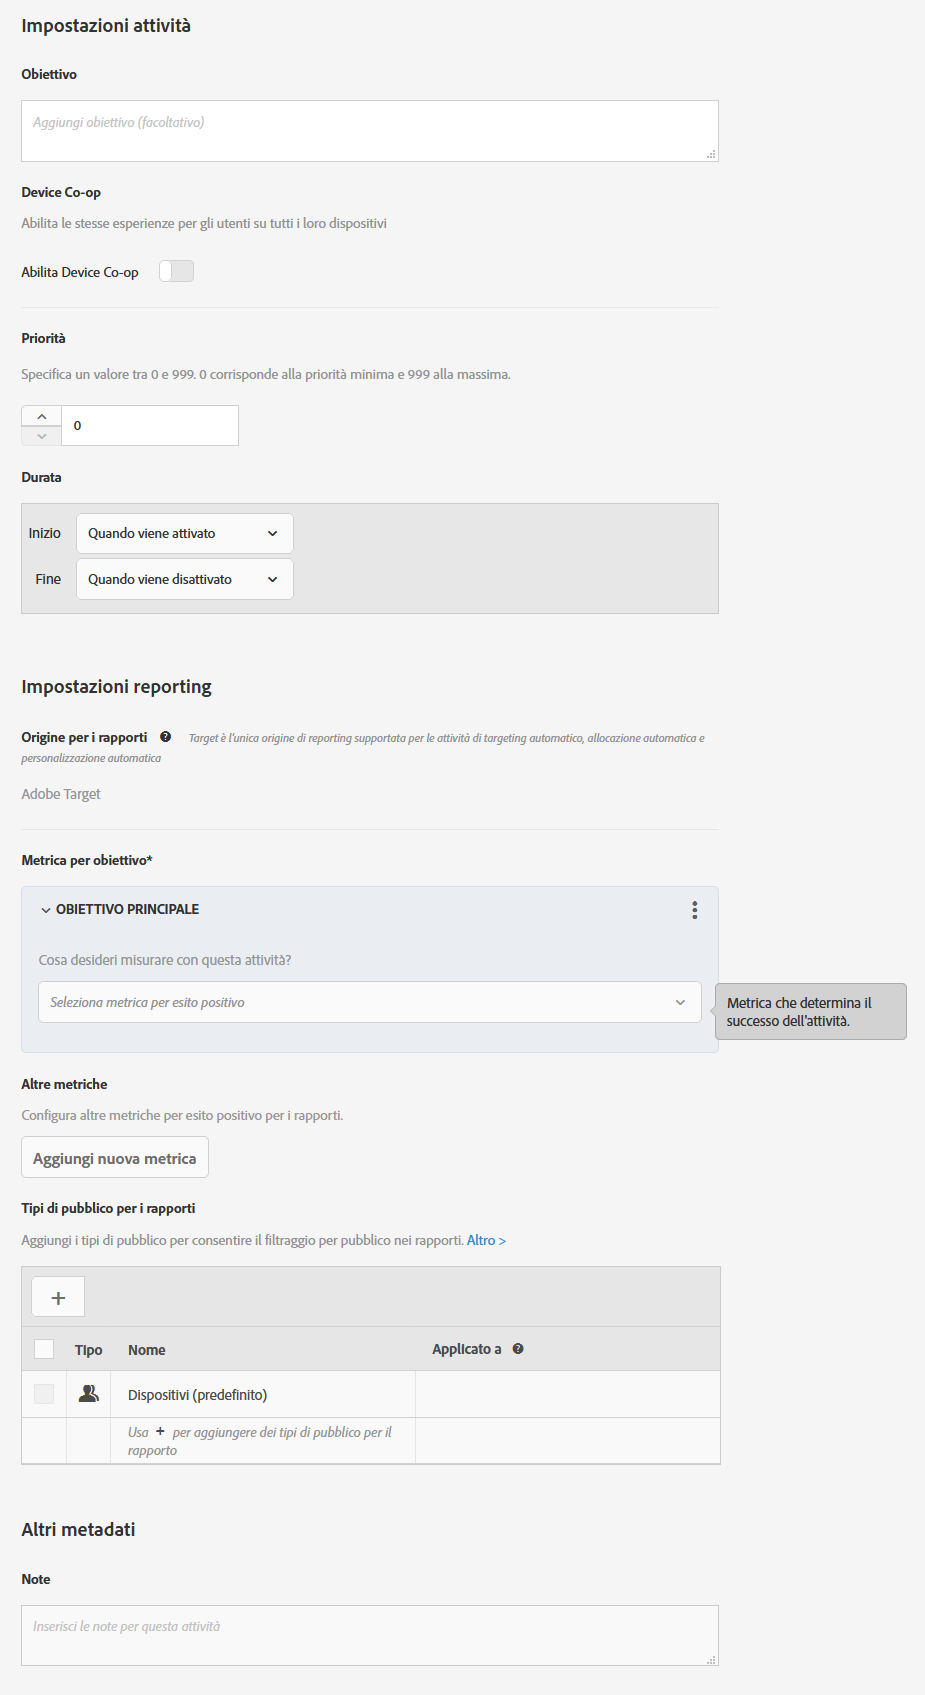 Impostazioni attività
Obiettivo
Aggiungi obiettivo (facoltativo)
Device Co-op
Abilita le stesse esperienze per gli utenti su tutti i loro dispositivi
Abilita Device Co-op
Priorità
Specifica un valore tra 0 e 999. 0 corrisponde alla priorità minima e 999 alla massima.
0
Durata
Inizio Quando viene attivato
Fine Quando viene disattivato
Impostazioni reporting
Origine per i rapporti ? Target è l'unica origine di reporting supportata per le attività di targeting automatico, allocazione automatica e
personalizzazione automatica
Adobe Target
Metrica per obiettivo*
OBIETTIVO PRINCIPALE
Cosa desideri misurare con questa attività?
Seleziona metrica per esito positivo
Metrica che determina il
successo dell'attività.
Altre metriche
Configura altre metriche per esito positivo per i rapporti.
Aggiungi nuova metrica
Tipi di pubblico per i rapporti
Aggiungi i tipi di pubblico per consentire il filtraggio per pubblico nei rapporti. Altro >
+
Tipo Nome Applicato a ?
Dispositivi (predefinito)
Usa + per aggiungere dei tipi di pubblico per il
rapporto
Altri metadati
Note
Inserisci le note per questa attività